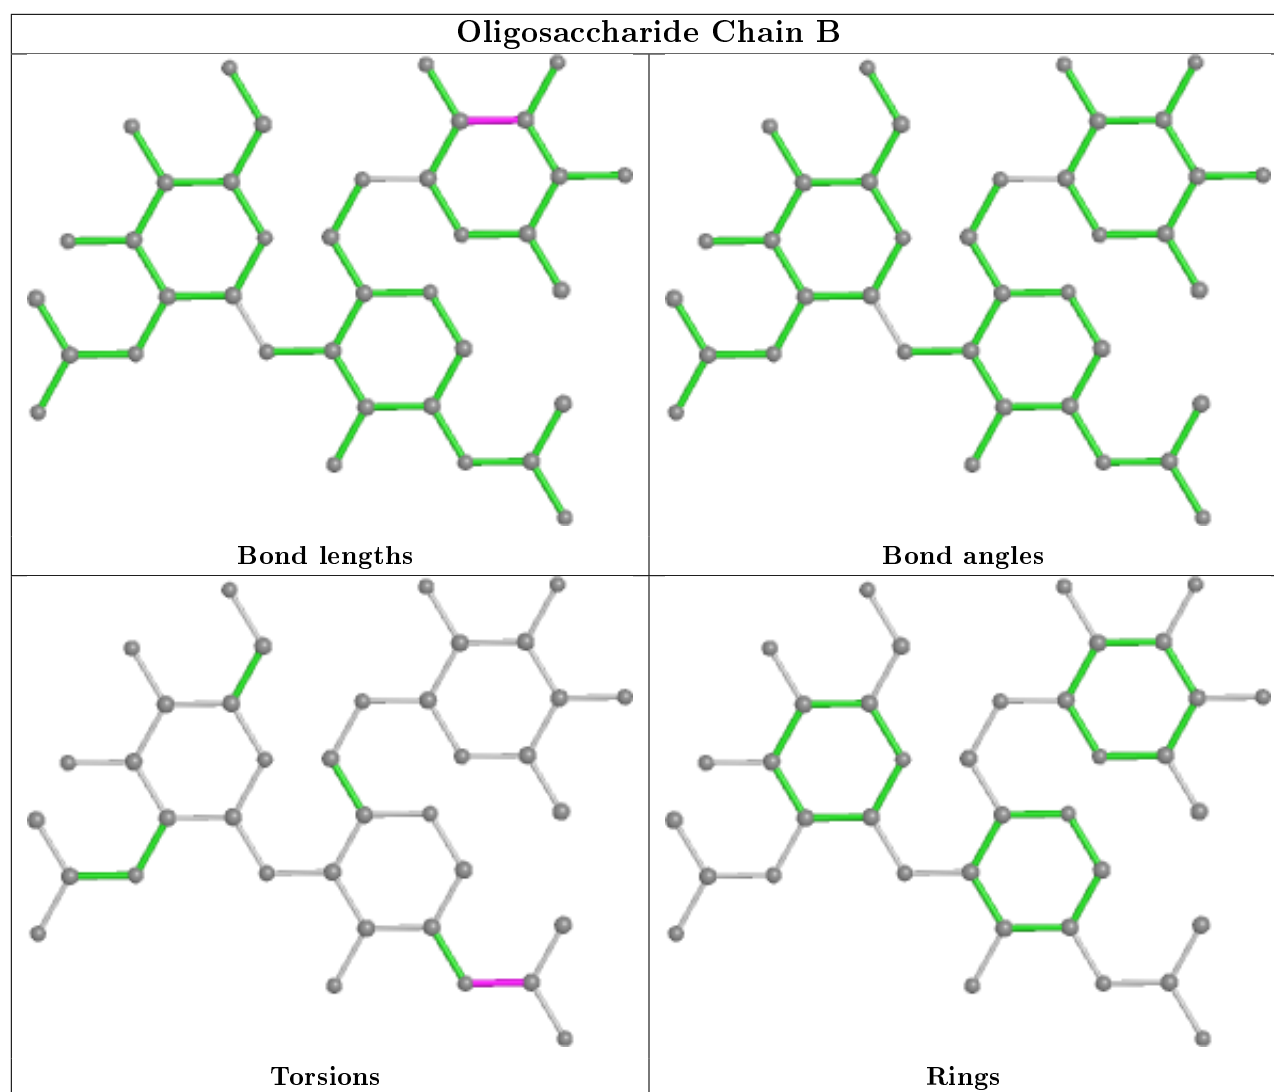 Oligosaccharide Chain B
Bond lengths
Bond angles
Torsions
Rings